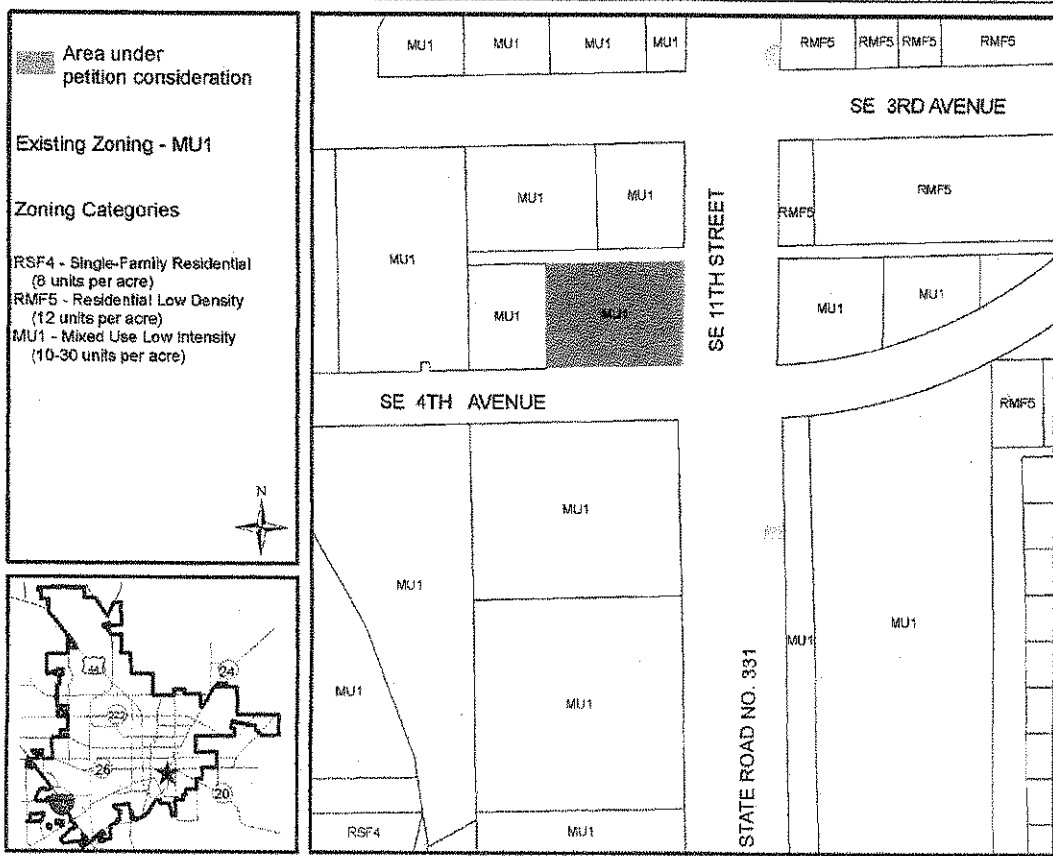 Area under
petition consideration
Existing Zoning - MU1
Zoning Categories
RSF4 - Single-Family Residential
(8 units per acre)
RMF5 - Residential Low Density
(12 units per acre)
MU1 - Mixed Use Low Intensity
(10-30 units per acre)
N
24
26
20
MU1 MU1 MU1 MU1 RMF5 RMF5 RMF5 RMF5
SE 3RD AVENUE
MU1 MU1 RMF5 RMF5
MU1
SE 11TH STREET
MU1 MU1 MU1 MU1
SE 4TH AVENUE
RMF5
MU1
MU1
MU1 MU1
MU1 MU1
STATE ROAD NO. 331
RSF4 MU1